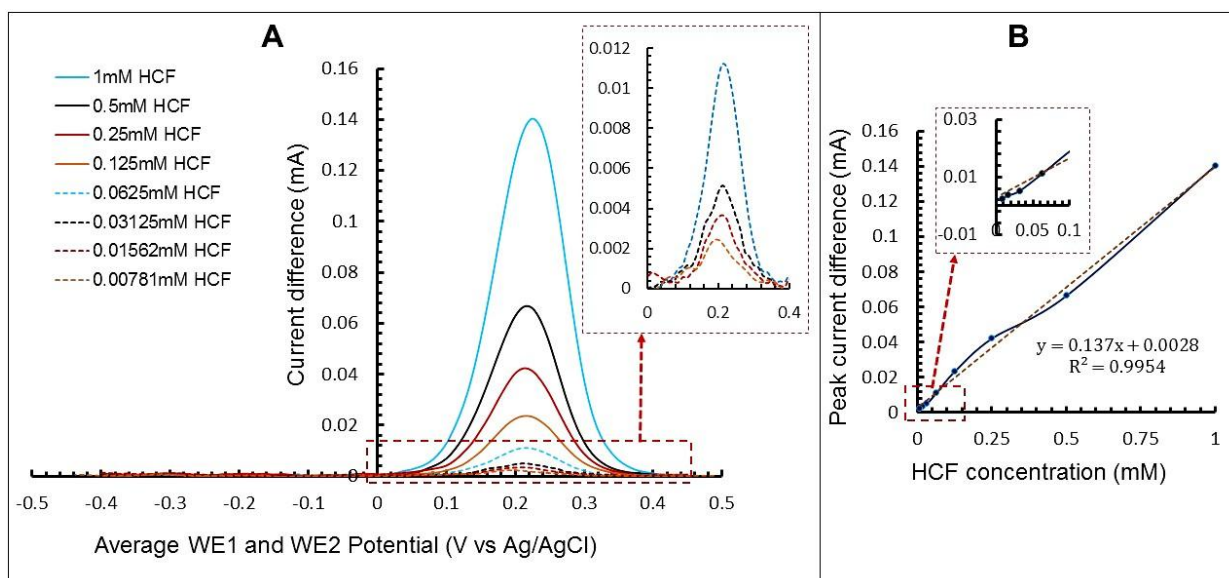 A
1mM HCF
0.5mM HCF
0.25mM HCF
0.125mM HCF
0.0625mM HCF
0.03125mM HCF
0.01562mM HCF
0.00781mM HCF
Current difference (mA)
0.16
0.14
0.12
0.1
0.08
0.06
0.04
0.02
0
-0.5 -0.4 -0.3 -0.2 -0.1 0 0.1 0.2 0.3 0.4 0.5
Average WE1 and WE2 Potential (V vs Ag/AgCl)
0.012
0.01
0.008
0.006
0.004
0.002
0
0 0.2 0.4
B
Peak current difference (mA)
0.16
0.14
0.12
0.1
0.08
0.06
0.04
0.02
0
0 0.25 0.5 0.75 1
HCF concentration (mM)
0.03
0.01
-0.01
0 0.05 0.1
y = 0.137x + 0.0028
R² = 0.9954